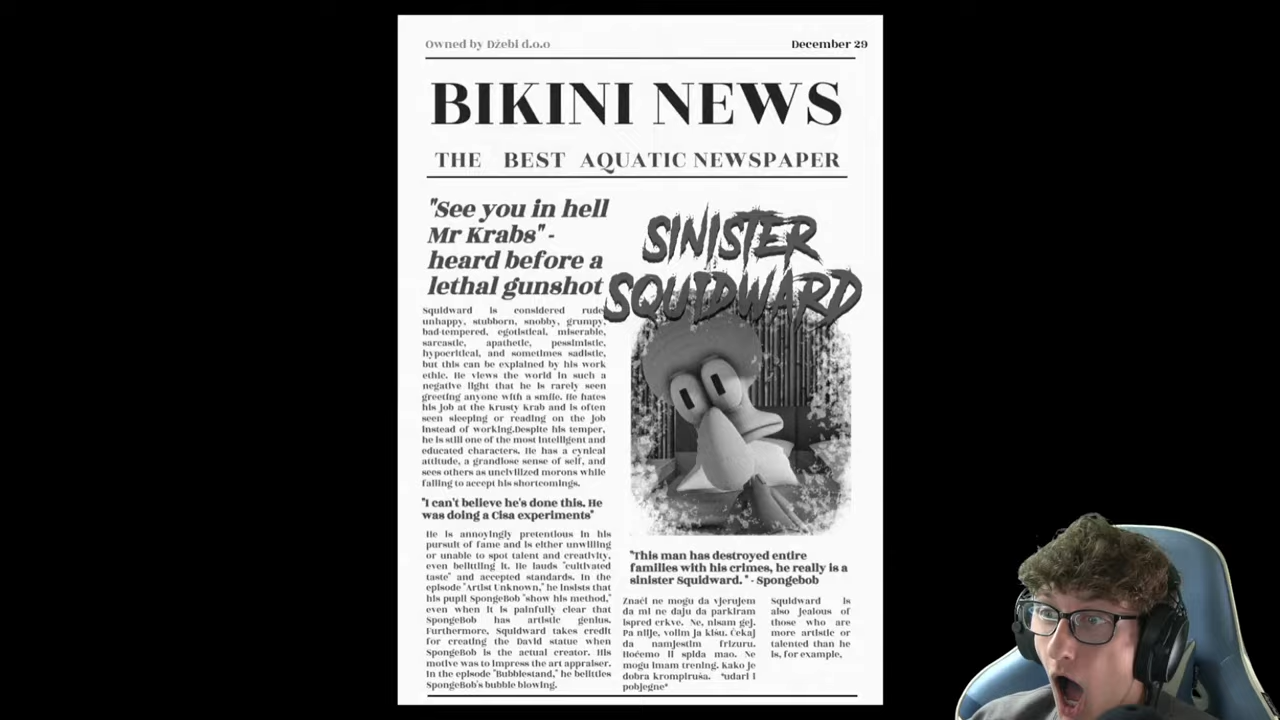 Owned by Džebi d.o.o
December 29
BIKINI NEWS
THE BEST AQUATIC NEWSPAPER
"See you in hell
Mr Krabs" -
heard before a
lethal gunshot
SINISTER
SQUIDWARD
Squidward is considered rude,
unhappy, stubborn, snobby, grumpy,
bad-tempered, egotistical, miserable,
sarcastic, apathetic, pessimistic,
hypocritical, and sometimes sadistic,
but this can be explained by his work
ethic. He views the world in such a
negative light that he is rarely seen
greeting anyone with a smile. He hates
his job at the Krusty Krab and is often
seen sleeping or reading on the job
instead of working.Despite his temper,
he is still one of the most intelligent and
educated characters. He has a cynical
attitude, a grandiose sense of self, and
sees others as uncivilized morons while
failing to accept his shortcomings.
"I can't believe he's done this. He
was doing a Cisa experiments"
He is annoyingly pretentious in his
pursuit of fame and is either unwilling
or unable to spot talent and creativity,
even belittling it. He lauds "cultivated
taste" and accepted standards. In the
episode "Artist Unknown," he insists that
his pupil SpongeBob "show his method,"
even when it is painfully clear that
SpongeBob has artistic genius.
Furthermore, Squidward takes credit
for creating the David statue when
SpongeBob is the actual creator. His
motive was to impress the art appraiser.
In the episode "Bubblestand," he belittles
SpongeBob's bubble blowing.
"This man has destroyed entire
families with his crimes, he really is a
sinister Squidward. " - Spongebob
Znači ne mogu da vjerujem
da mi ne daju da parkiram
ispred crkve. Ne, nisam gej.
Pa nije, volim ja kišu. Čekaj
da namjestim frizuru.
Hoćemo li spida mao. Ne
mogu imam trening. Kako je
dobra krompiruša. *udari i
pobjegne*
Squidward is
also jealous of
those who are
more artistic or
talented than he
is, for example,